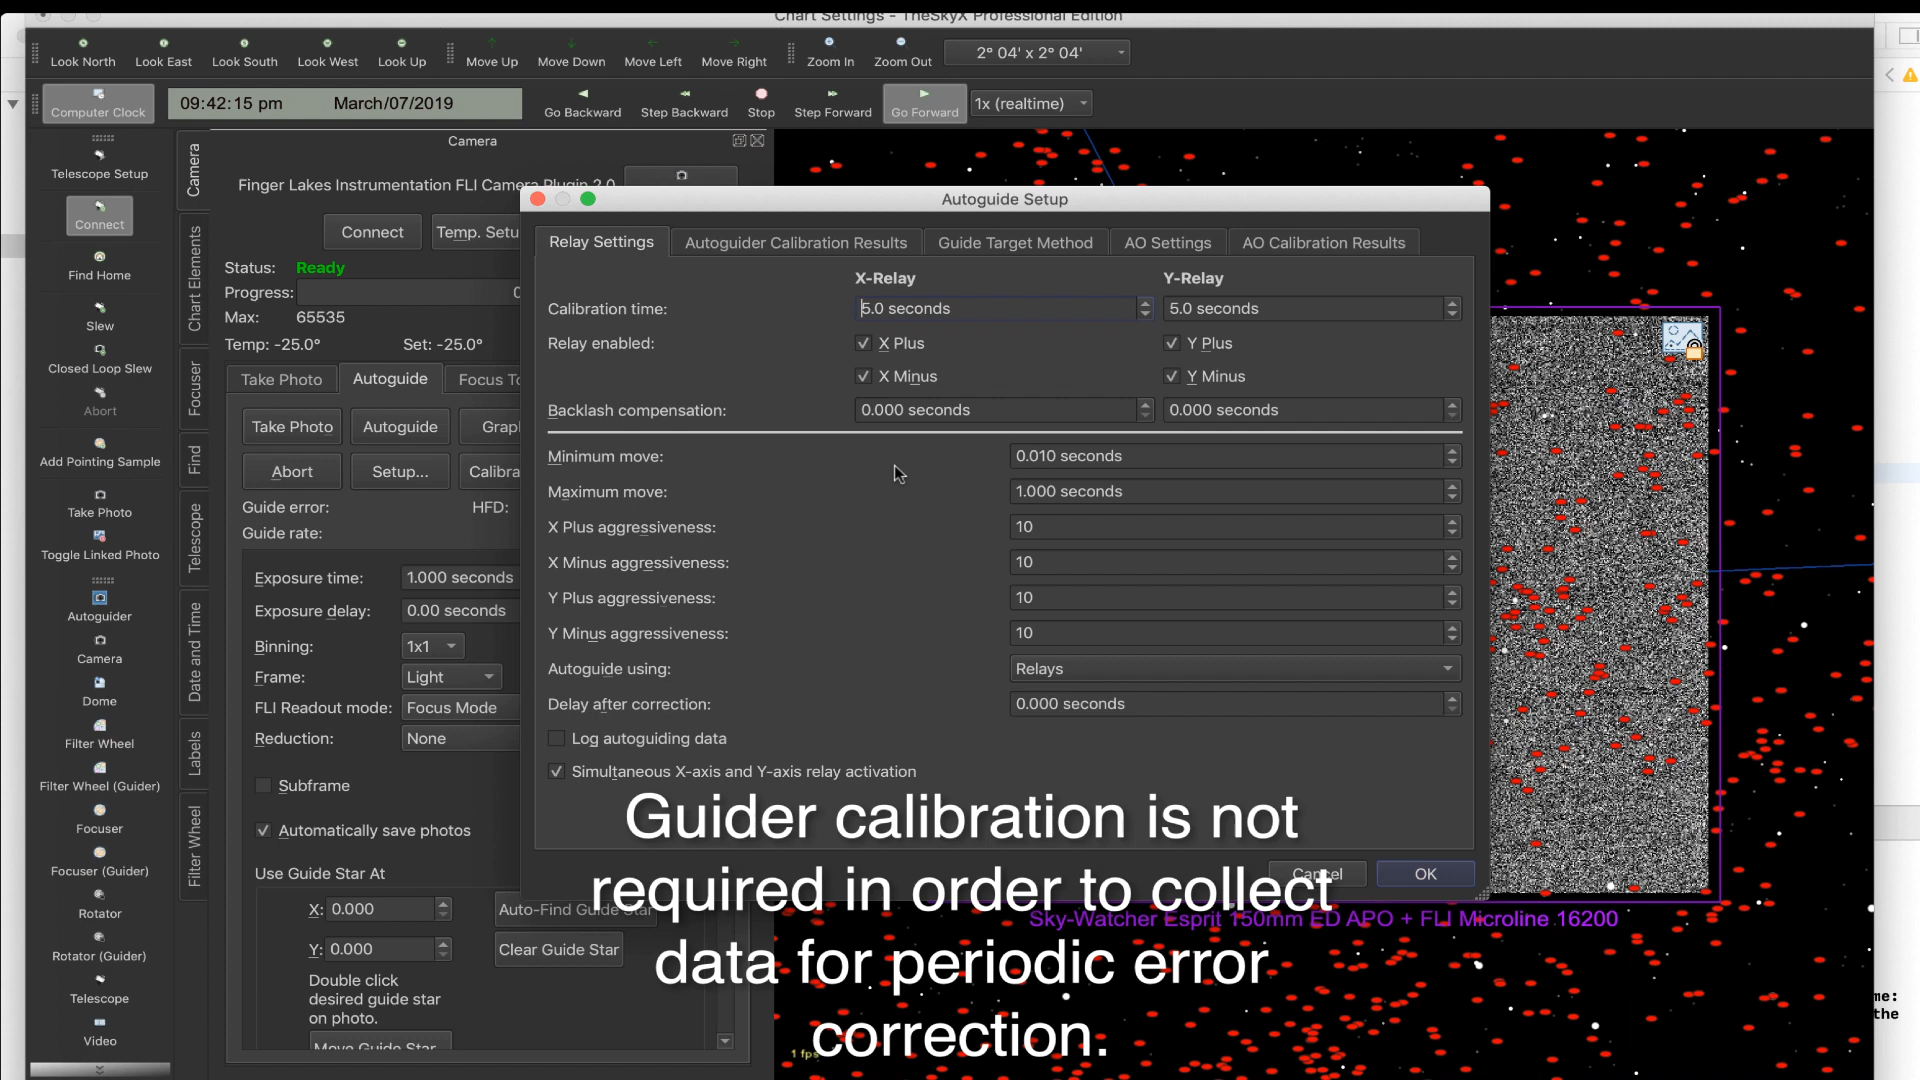 Chart Settings - TheSkyX Professional Edition
Look North Look East Look South Look West Look Up Move Up Move Down Move Left Move Right Zoom In Zoom Out 2° 04' x 2° 04'
Computer Clock 09:42:15 pm March/07/2019 Go Backward Step Backward Stop Step Forward Go Forward 1x (realtime)
Telescope Setup
Connect
Find Home
Slew
Closed Loop Slew
Abort
Add Pointing Sample
Take Photo
Toggle Linked Photo
Autoguider
Camera
Dome
Filter Wheel
Filter Wheel (Guider)
Focuser
Focuser (Guider)
Rotator
Rotator (Guider)
Telescope
Video
Camera
Chart Elements
Focuser
Find
Telescope
Date and Time
Labels
Filter Wheel
Camera
Finger Lakes Instrumentation FLI Camera Plugin 2.0
Connect Temp. Setu
Status: Ready
Progress: 0
Max: 65535
Temp: -25.0° Set: -25.0°
Take Photo Autoguide Focus To
Take Photo Autoguide Grap
Abort Setup... Calibra
Guide error: HFD:
Guide rate:
Exposure time: 1.000 seconds
Exposure delay: 0.00 seconds
Binning: 1x1
Frame: Light
FLI Readout mode: Focus Mode
Reduction: None
Subframe
Automatically save photos
Use Guide Star At
X: 0.000 Auto-Find Guide Star
Y: 0.000 Clear Guide Star
Double click
desired guide star
on photo.
Move Guide Star
Autoguide Setup
Relay Settings Autoguider Calibration Results Guide Target Method AO Settings AO Calibration Results
X-Relay Y-Relay
Calibration time: 5.0 seconds 5.0 seconds
Relay enabled: X Plus Y Plus
X Minus Y Minus
Backlash compensation: 0.000 seconds 0.000 seconds
Minimum move: 0.010 seconds
Maximum move: 1.000 seconds
X Plus aggressiveness: 10
X Minus aggressiveness: 10
Y Plus aggressiveness: 10
Y Minus aggressiveness: 10
Autoguide using: Relays
Delay after correction: 0.000 seconds
Log autoguiding data
Simultaneous X-axis and Y-axis relay activation
Cancel OK
Sky-Watcher Esprit 150mm ED APO + FLI Microline 16200
1 fps
me:
the
Guider calibration is not
required in order to collect
data for periodic error
correction.